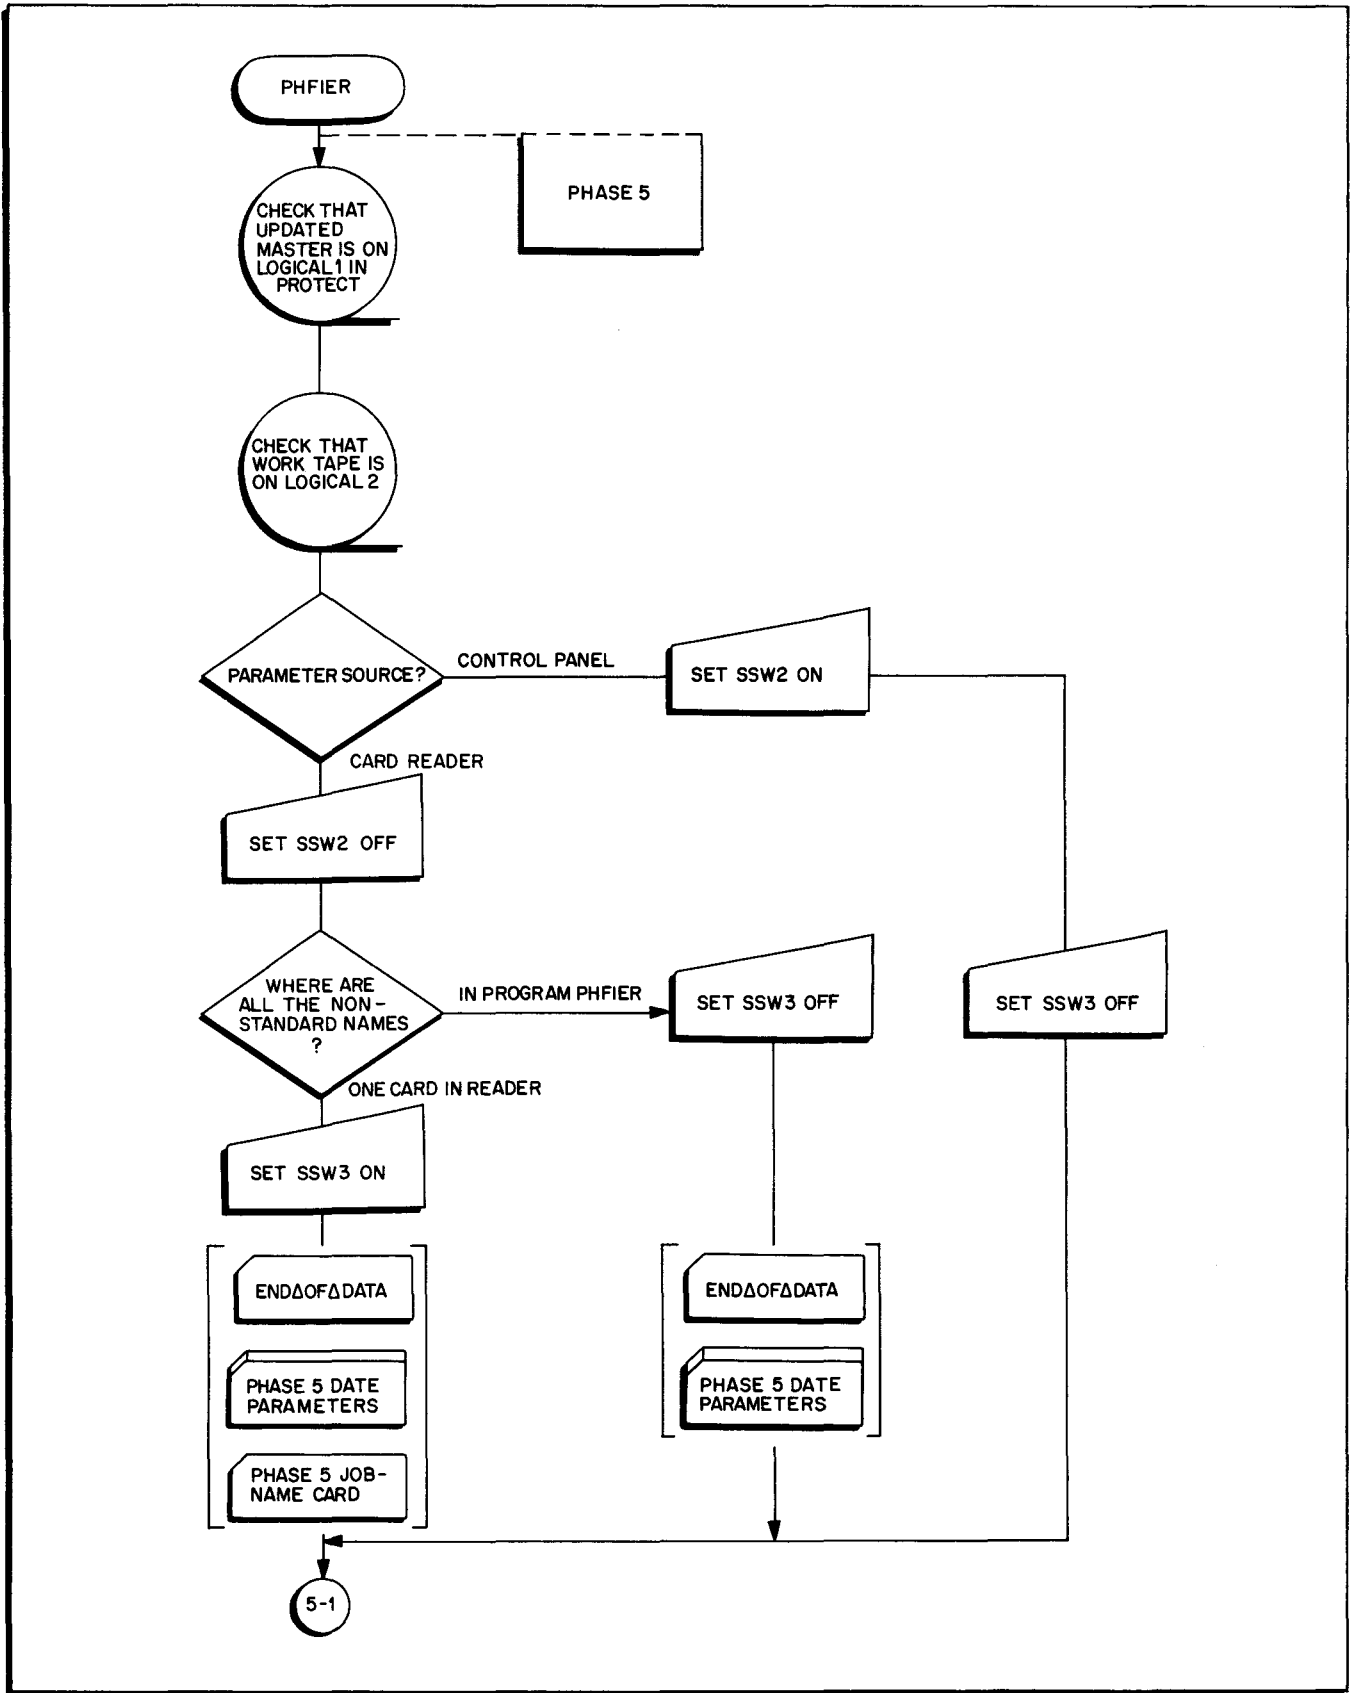 PHFIER
PHASE 5
CHECK THAT
UPDATED
MASTER IS ON
LOGICAL 1 IN
PROTECT
CHECK THAT
WORK TAPE IS
ON LOGICAL 2
PARAMETER SOURCE?
CONTROL PANEL
SET SSW2 ON
CARD READER
SET SSW2 OFF
WHERE ARE
ALL THE NON-
STANDARD NAMES
?
IN PROGRAM PHFIER
SET SSW3 OFF
SET SSW3 OFF
ONE CARD IN READER
SET SSW3 ON
ENDΔOFΔDATA
PHASE 5 DATE
PARAMETERS
PHASE 5 JOB-
NAME CARD
ENDΔOFΔDATA
PHASE 5 DATE
PARAMETERS
5-1